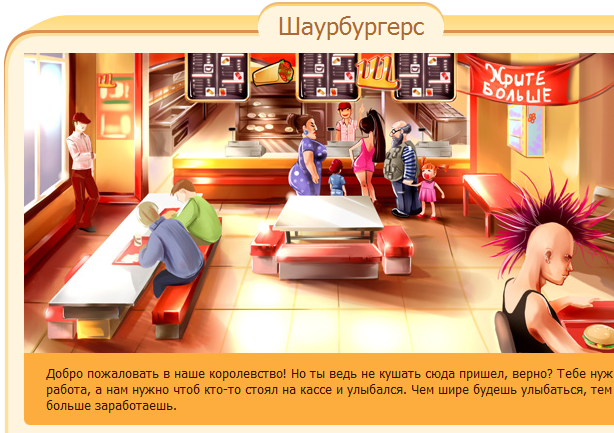 Шаурбургерс
Жрите
больше
Добро пожаловать в наше королевство! Но ты ведь не кушать сюда пришел, верно? Тебе нуж
работа, а нам нужно чтоб кто-то стоял на кассе и улыбался. Чем шире будешь улыбаться, тем
больше заработаешь.